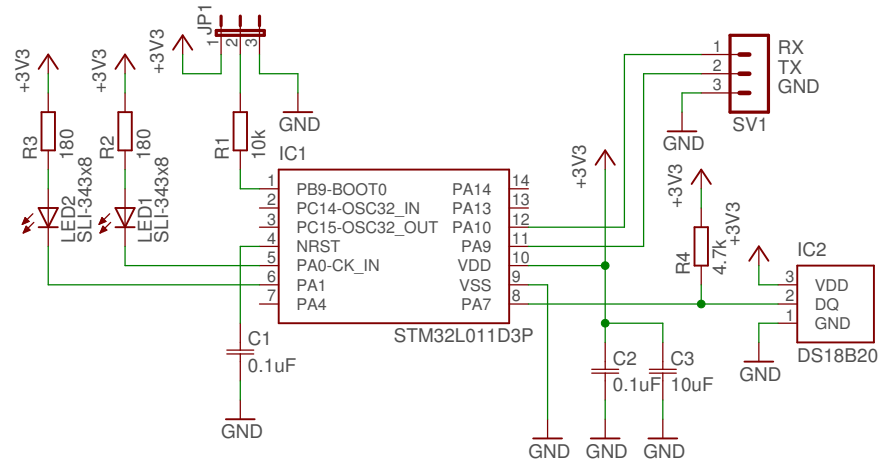 JP1
1
2
3
+3V3
+3V3
+3V3
GND
R3
180
R2
180
R1
10k
LED2
SLI-343x8
LED1
SLI-343x8
IC1
1 PB9-BOOT0 PA14 14
2 PC14-OSC32_IN PA13 13
3 PC15-OSC32_OUT PA10 12
4 NRST PA9 11
5 PA0-CK_IN VDD 10
6 PA1 VSS 9
7 PA4 PA7 8
STM32L011D3P
C1
0.1uF
GND
1 RX
2 TX
3 GND
SV1
GND
+3V3
+3V3
R4
4.7k
+3V3
IC2
3 VDD
2 DQ
1 GND
DS18B20
GND
C2
0.1uF
C3
10uF
GND
GND
GND